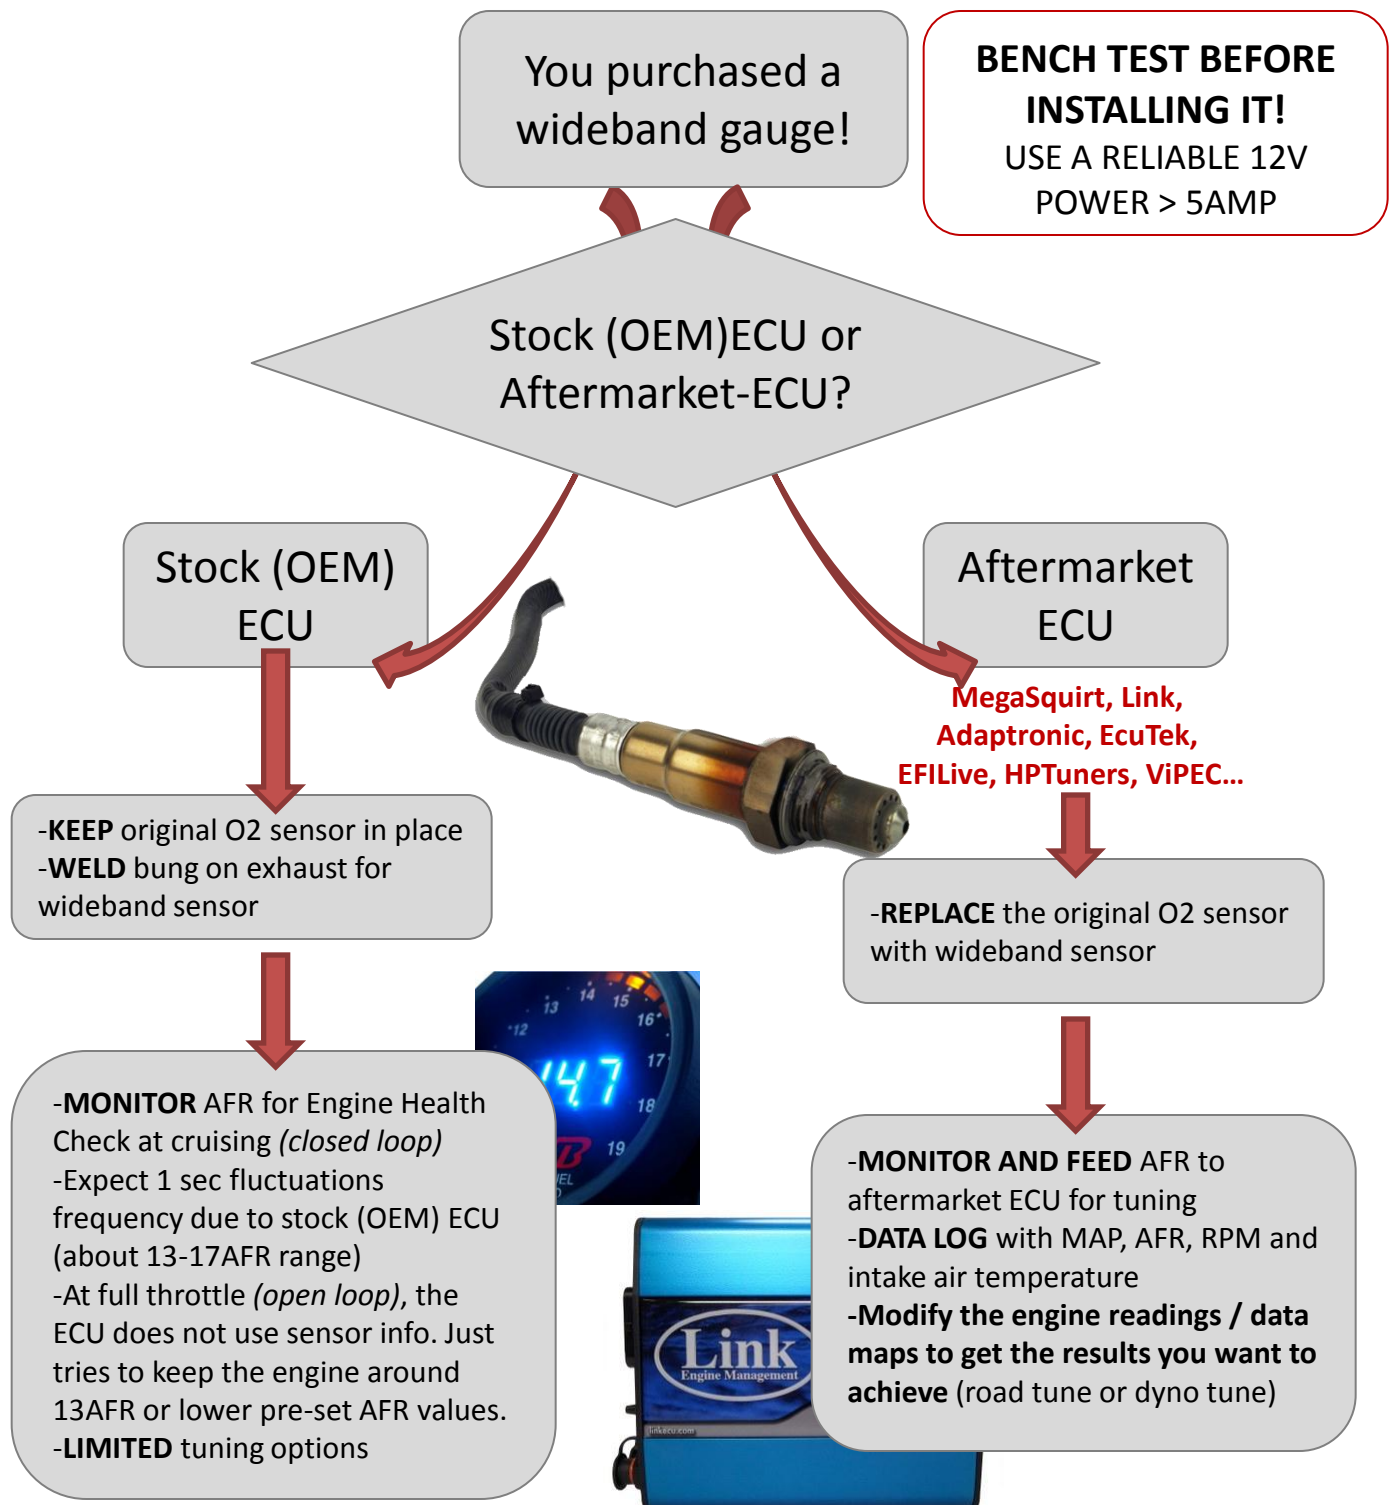 You purchased a
wideband gauge!
BENCH TEST BEFORE
INSTALLING IT!
USE A RELIABLE 12V
POWER > 5AMP
Stock (OEM)ECU or
Aftermarket-ECU?
Stock (OEM)
ECU
Aftermarket
ECU
MegaSquirt, Link,
Adaptronic, EcuTek,
EFILive, HPTuners, ViPEC...
-KEEP original O2 sensor in place
-WELD bung on exhaust for
wideband sensor
-REPLACE the original O2 sensor
with wideband sensor
12
13
14
15
16
17
18
19
14.7
-MONITOR AFR for Engine Health
Check at cruising (closed loop)
-Expect 1 sec fluctuations
frequency due to stock (OEM) ECU
(about 13-17AFR range)
-At full throttle (open loop), the
ECU does not use sensor info. Just
tries to keep the engine around
13AFR or lower pre-set AFR values.
-LIMITED tuning options
-MONITOR AND FEED AFR to
aftermarket ECU for tuning
-DATA LOG with MAP, AFR, RPM and
intake air temperature
-Modify the engine readings / data
maps to get the results you want to
achieve (road tune or dyno tune)
Link
Engine Management
linkecu.com